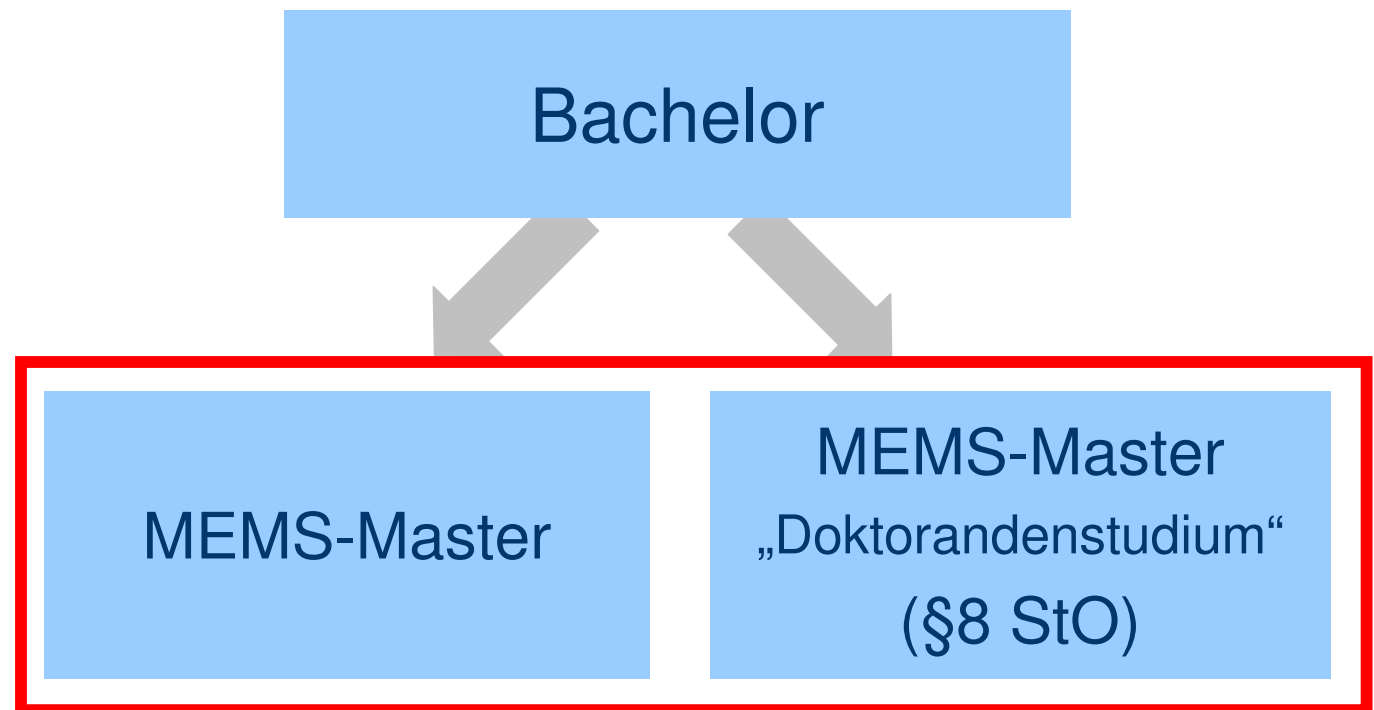 Bachelor
MEMS-Master
MEMS-Master
„Doktorandenstudium“
(§8 StO)